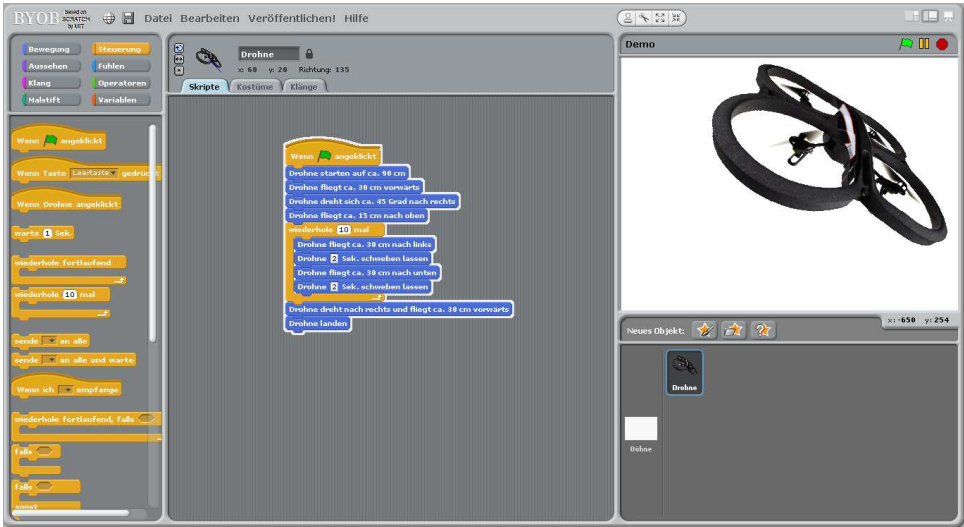 BYOB based on SCRATCH by MIT
Datei Bearbeiten Veröffentlichen! Hilfe
Bewegung Steuerung
Aussehen Fühlen
Klang Operatoren
Malstift Variablen
Drohne
x: 60 y: 20 Richtung: 135
Skripte Kostüme Klänge
Wenn angeklickt
Wenn Taste Leertaste gedrückt
Wenn Drohne angeklickt
warte 1 Sek.
wiederhole fortlaufend
wiederhole 10 mal
sende an alle
sende an alle und warte
Wenn ich empfange
wiederhole fortlaufend, falls
falls
falls
sonst
Wenn angeklickt
Drohne starten auf ca. 90 cm
Drohne fliegt ca. 30 cm vorwärts
Drohne dreht sich ca. 45 Grad nach rechts
Drohne fliegt ca. 15 cm nach oben
wiederhole 10 mal
Drohne fliegt ca. 30 cm nach links
Drohne 2 Sek. schweben lassen
Drohne fliegt ca. 30 cm nach unten
Drohne 2 Sek. schweben lassen
Drohne dreht nach rechts und fliegt ca. 30 cm vorwärts
Drohne landen
Demo
x: -650 y: 254
Neues Objekt:
Drohne
Bühne